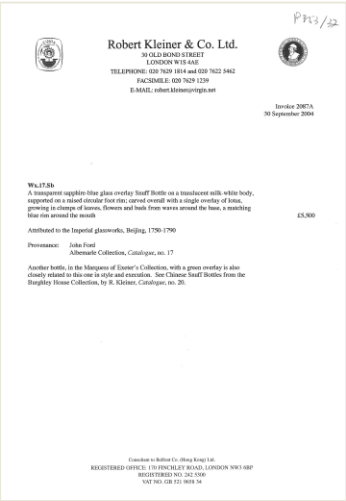 PM3/32
Robert Kleiner & Co. Ltd.
30 OLD BOND STREET
LONDON W1S 4AE
TELEPHONE: 020 7629 1814 and 020 7622 5462
FACSIMILE: 020 7629 1239
E-MAIL: robert.kleiner@virgin.net
Invoice 2087A
30 September 2004
Wx.17.Sb
A transparent sapphire-blue glass overlay Snuff Bottle on a translucent milk-white body,
supported on a raised circular foot rim; carved overall with a single overlay of lotus,
growing in clumps of leaves, flowers and buds from waves around the base, a matching
blue rim around the mouth £5,500
Attributed to the Imperial glassworks, Beijing, 1750-1790
Provenance: John Ford
Albemarle Collection, Catalogue, no. 17
Another bottle, in the Marquess of Exeter's Collection, with a green overlay is also
closely related to this one in style and execution. See Chinese Snuff Bottles from the
Burghley House Collection, by R. Kleiner, Catalogue, no. 20.
Consultant to Belfont Co. (Hong Kong) Ltd.
REGISTERED OFFICE: 170 FINCHLEY ROAD, LONDON NW3 6BP
REGISTERED NO. 242 5300
VAT NO. GB 521 0658 34